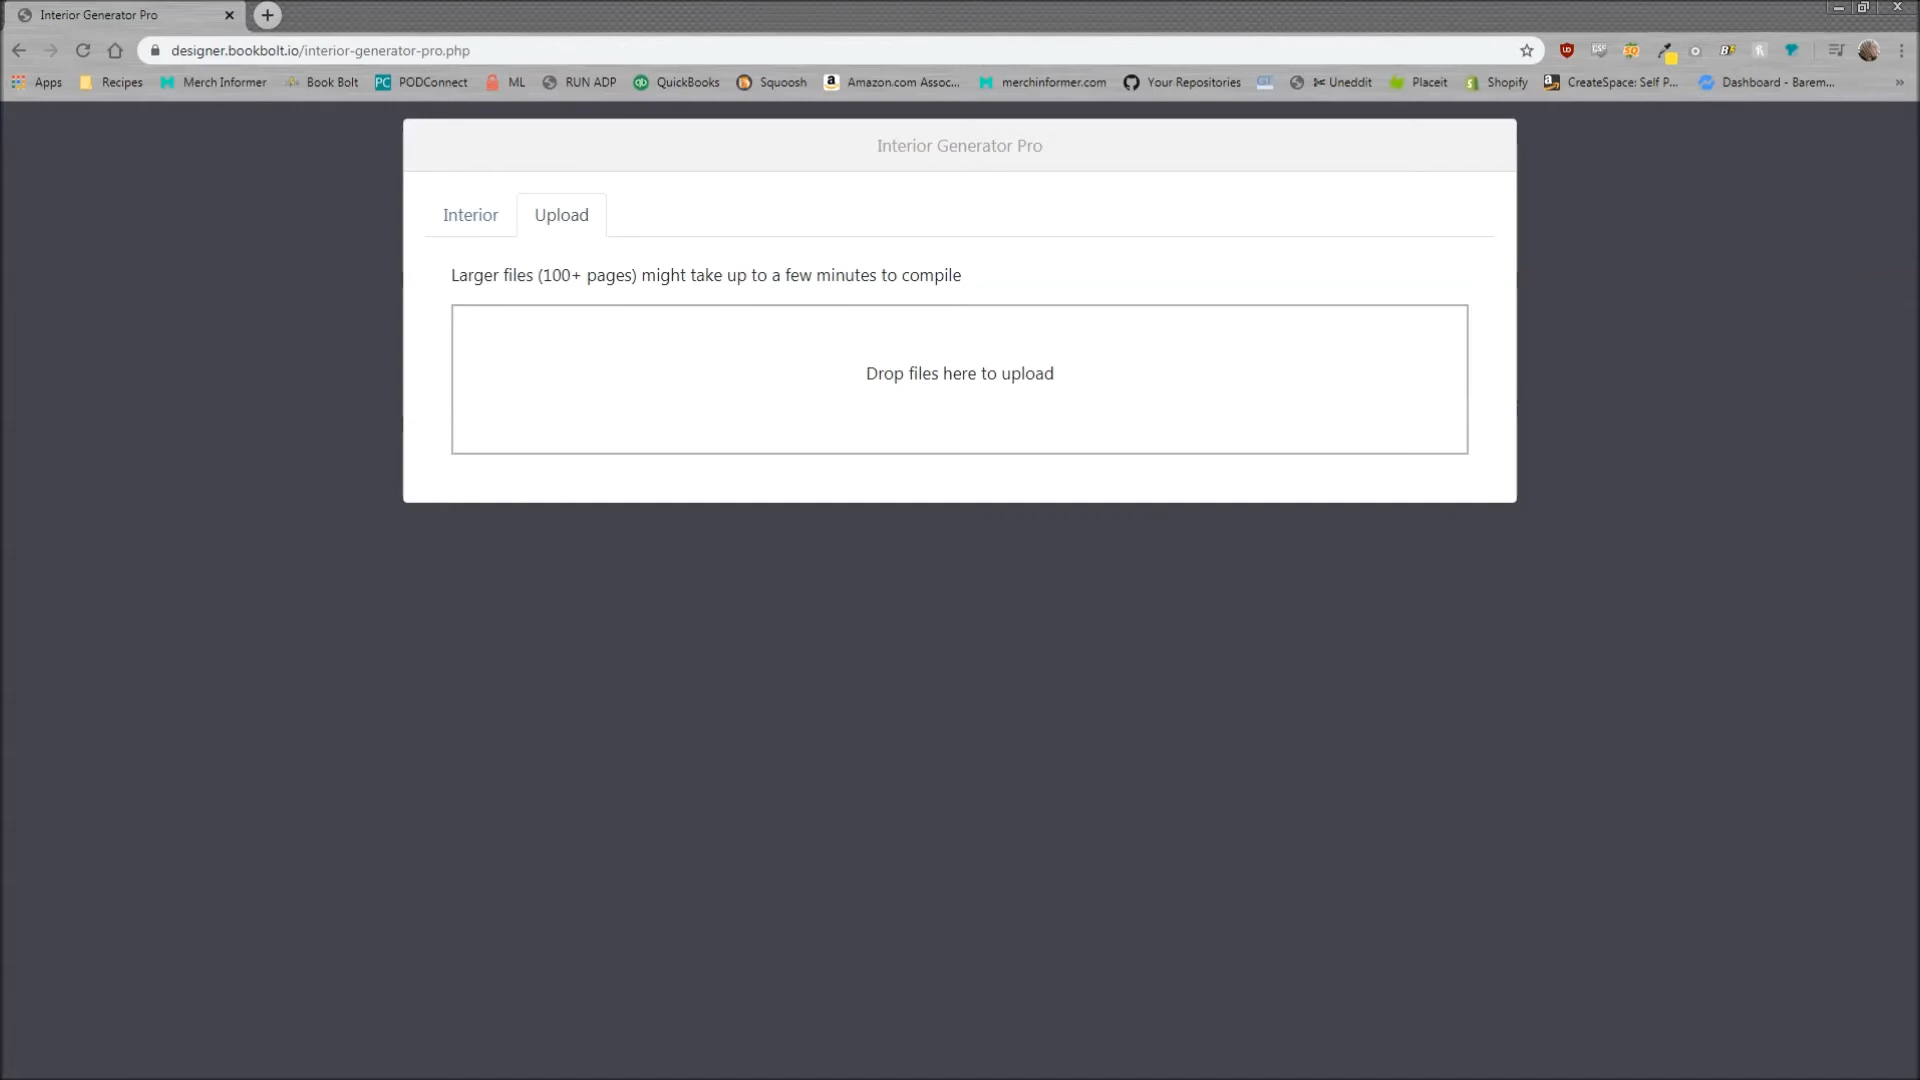 Interior Generator Pro
designer.bookbolt.io/interior-generator-pro.php
Apps Recipes Merch Informer Book Bolt PODConnect ML RUN ADP QuickBooks Squoosh Amazon.com Assoc... merchinformer.com Your Repositories GT ✂ Uneddit Placeit Shopify CreateSpace: Self P... Dashboard - Barem... »
Interior Generator Pro
Interior Upload
Larger files (100+ pages) might take up to a few minutes to compile
Drop files here to upload